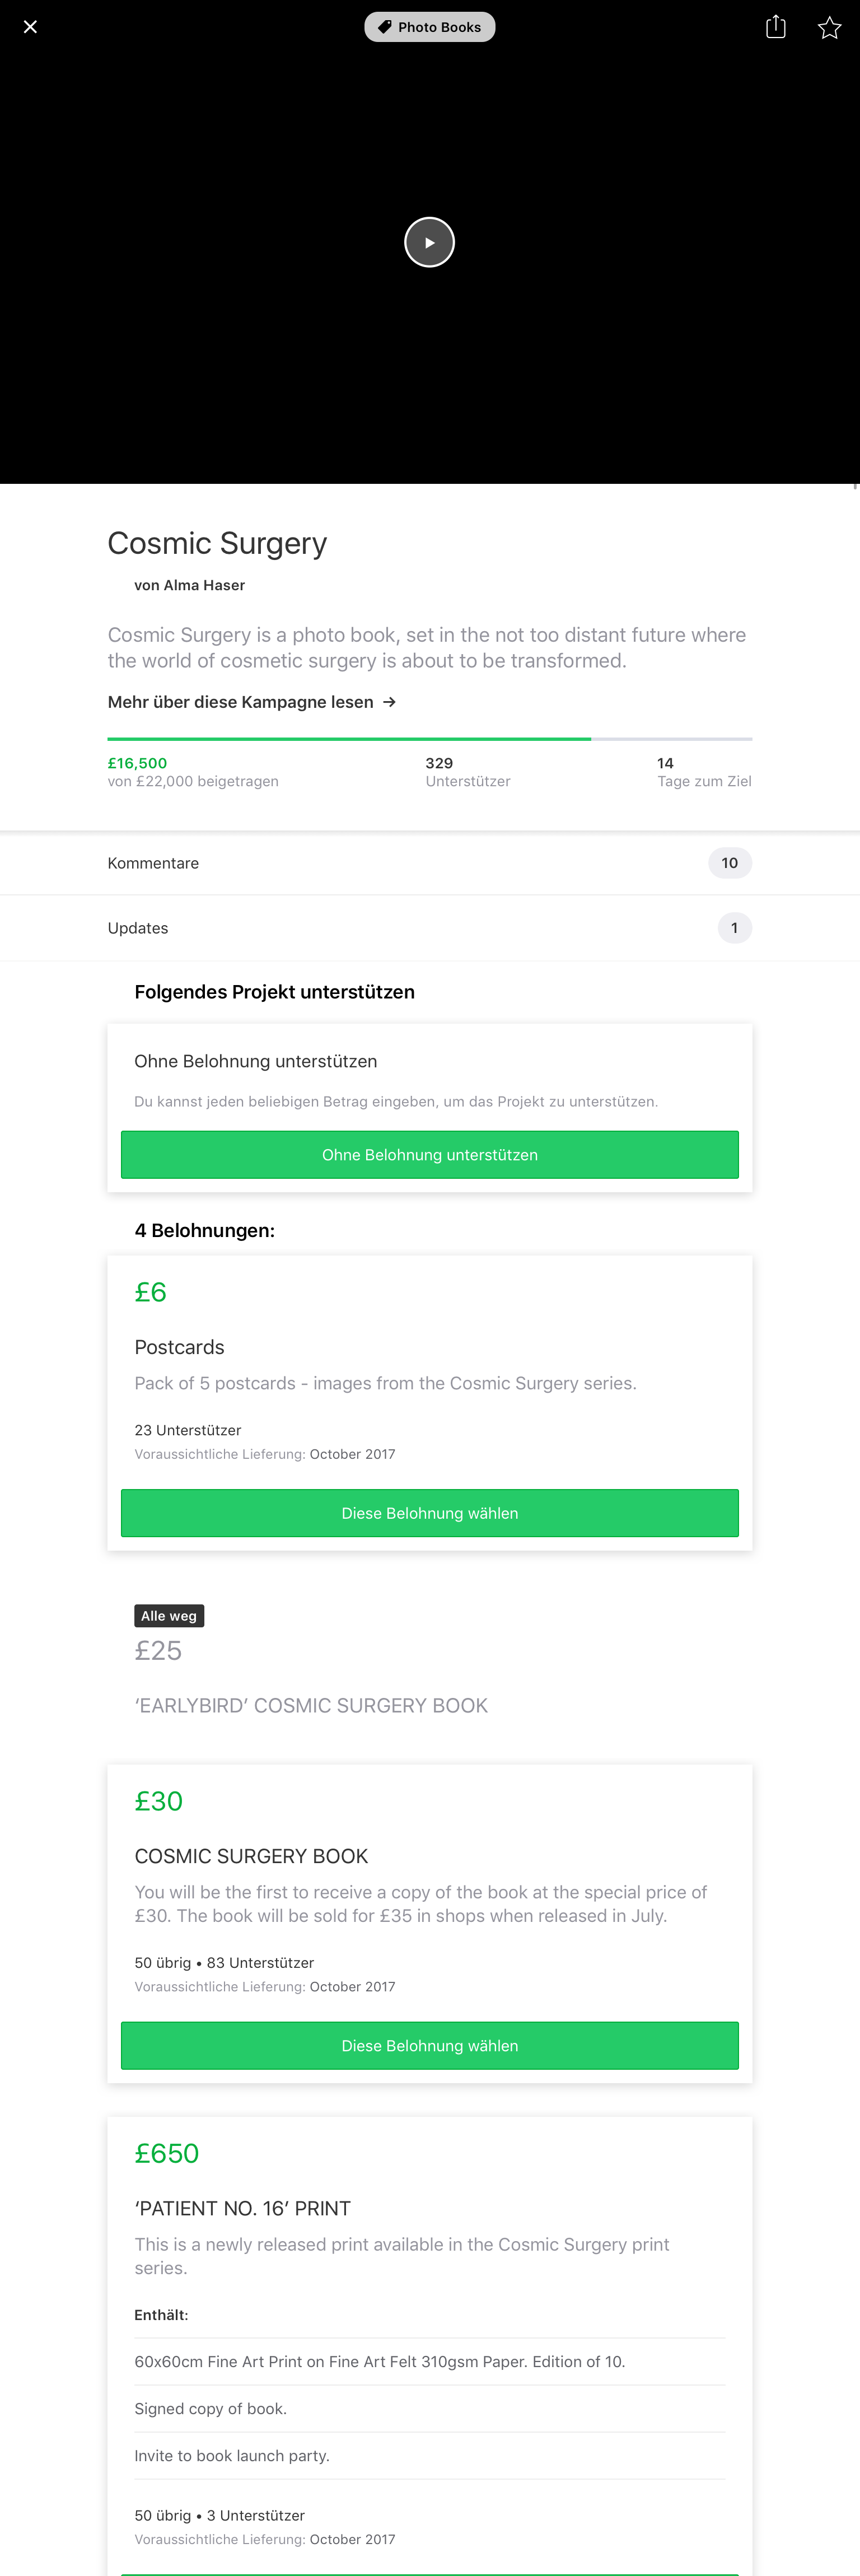 Photo Books
Cosmic Surgery
von Alma Haser
Cosmic Surgery is a photo book, set in the not too distant future where
the world of cosmetic surgery is about to be transformed.
Mehr über diese Kampagne lesen →
£16,500
von £22,000 beigetragen
329
Unterstützer
14
Tage zum Ziel
Kommentare
10
Updates
1
Folgendes Projekt unterstützen
Ohne Belohnung unterstützen
Du kannst jeden beliebigen Betrag eingeben, um das Projekt zu unterstützen.
Ohne Belohnung unterstützen
4 Belohnungen:
£6
Postcards
Pack of 5 postcards - images from the Cosmic Surgery series.
23 Unterstützer
Voraussichtliche Lieferung: October 2017
Diese Belohnung wählen
Alle weg
£25
‘EARLYBIRD’ COSMIC SURGERY BOOK
£30
COSMIC SURGERY BOOK
You will be the first to receive a copy of the book at the special price of
£30. The book will be sold for £35 in shops when released in July.
50 übrig • 83 Unterstützer
Voraussichtliche Lieferung: October 2017
Diese Belohnung wählen
£650
‘PATIENT NO. 16’ PRINT
This is a newly released print available in the Cosmic Surgery print
series.
Enthält:
60x60cm Fine Art Print on Fine Art Felt 310gsm Paper. Edition of 10.
Signed copy of book.
Invite to book launch party.
50 übrig • 3 Unterstützer
Voraussichtliche Lieferung: October 2017